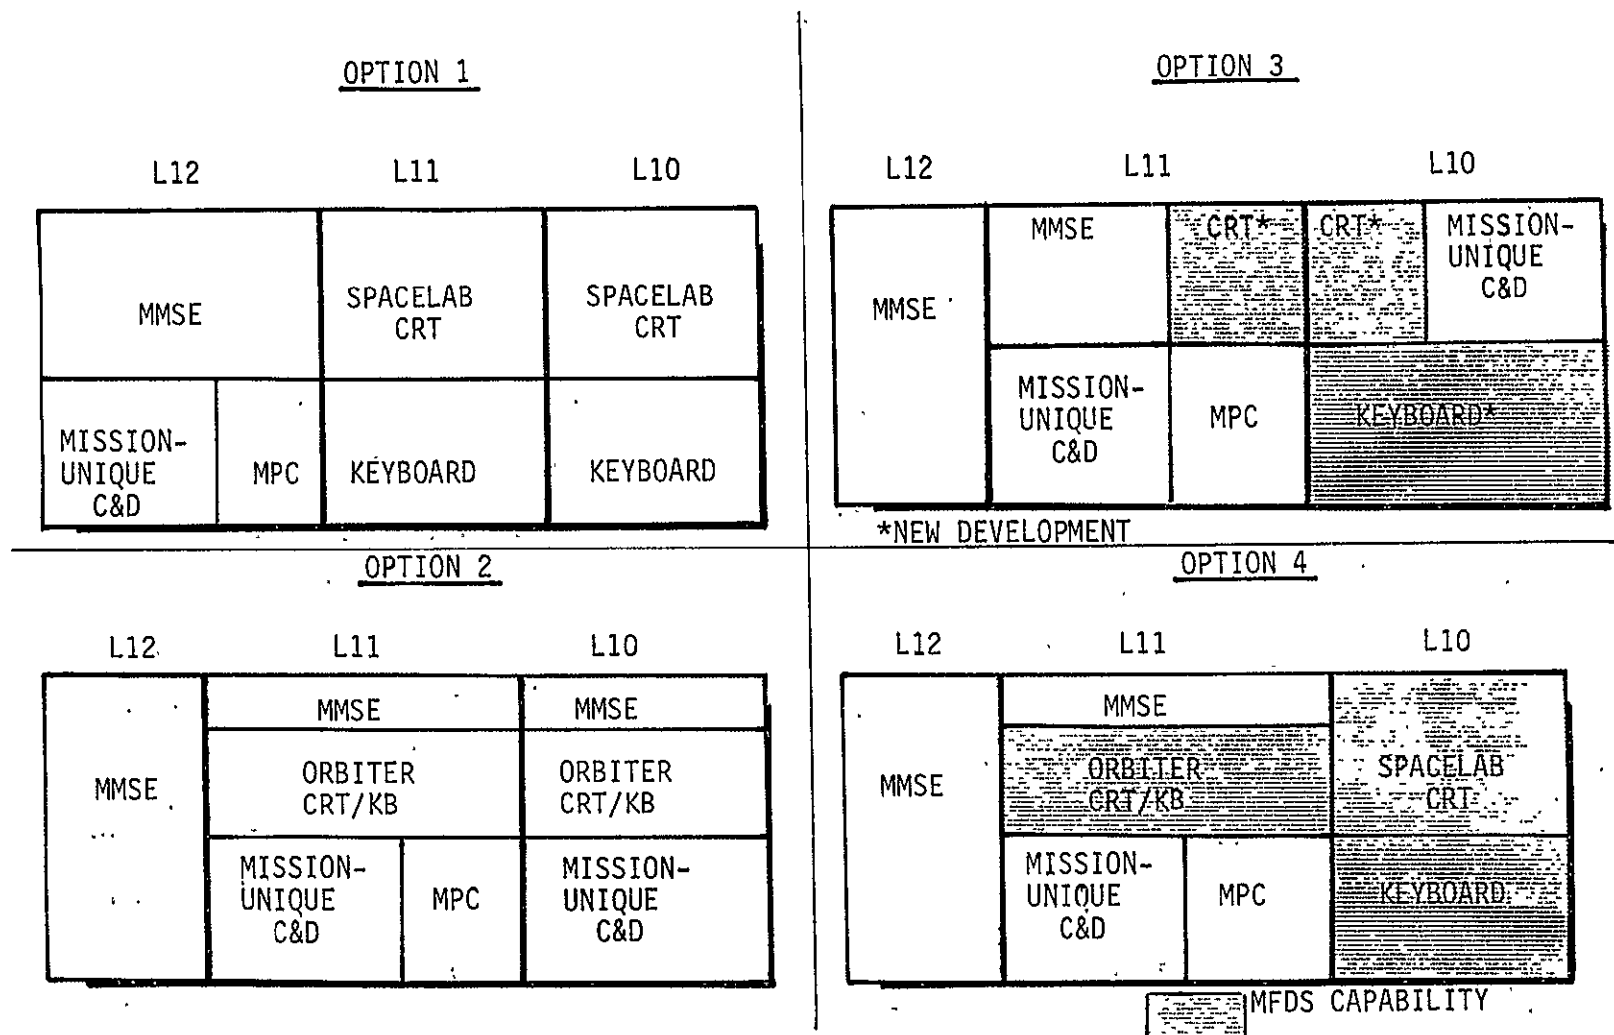 OPTION 1
L12 L11 L10
MMSE
SPACELAB
CRT
SPACELAB
CRT
MISSION-
UNIQUE
C&D
MPC
KEYBOARD
KEYBOARD
OPTION 3
L12 L11 L10
MMSE
MMSE
CRT*
CRT*
MISSION-
UNIQUE
C&D
MISSION-
UNIQUE
C&D
MPC
KEYBOARD*
*NEW DEVELOPMENT
OPTION 2
L12 L11 L10
MMSE
MMSE
MMSE
ORBITER
CRT/KB
ORBITER
CRT/KB
MISSION-
UNIQUE
C&D
MPC
MISSION-
UNIQUE
C&D
OPTION 4
L12 L11 L10
MMSE
MMSE
ORBITER
CRT/KB
SPACELAB
CRT
MISSION-
UNIQUE
C&D
MPC
KEYBOARD
MFDS CAPABILITY